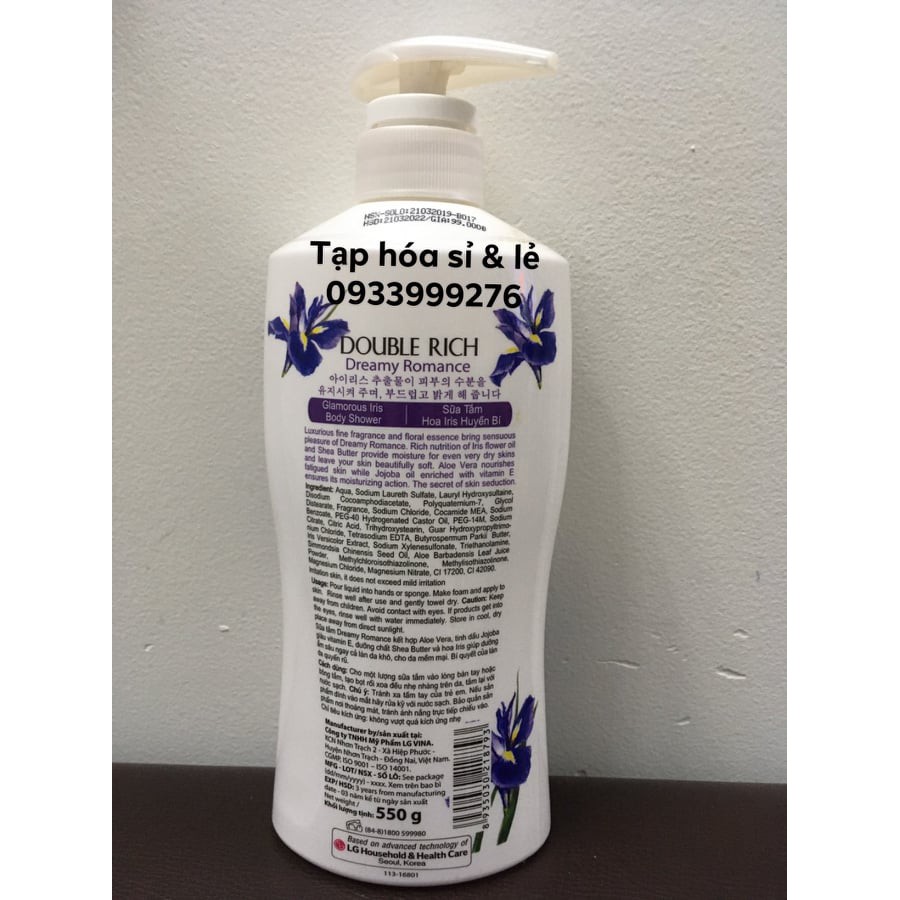 NSX-SOLO:21032019-B017
HSD:21032022/GIA:99.000Đ
Tạp hóa sỉ & lẻ
0933999276
DOUBLE RICH
Dreamy Romance
아이리스 추출물이 피부의 수분을
유지시켜 주며, 부드럽고 밝게 해 줍니다
Glamorous Iris
Body Shower
Sữa Tắm
Hoa Iris Huyền Bí
Luxurious fine fragrance and floral essence bring sensuous
pleasure of Dreamy Romance. Rich nutrition of Iris flower oil
and Shea Butter provide moisture for even very dry skins
and leave your skin beautifully soft. Aloe Vera nourishes
fatigued skin while Jojoba oil enriched with vitamin E
ensures its moisturizing action. The secret of skin seduction.
Ingredient: Aqua, Sodium Laureth Sulfate, Lauryl Hydroxysultaine,
Disodium Cocoamphodiacetate, Polyquaternium-7, Glycol
Distearate, Fragrance, Sodium Chloride, Cocamide MEA, Sodium
Benzoate, PEG-40 Hydrogenated Castor Oil, PEG-14M, Sodium
Citrate, Citric Acid, Trihydroxystearin, Guar Hydroxypropyltrimo-
nium Chloride, Tetrasodium EDTA, Butyrospermum Parkii Butter,
Iris Versicolor Extract, Sodium Xylenesulfonate, Triethanolamine,
Simmondsia Chinensis Seed Oil, Aloe Barbadensis Leaf Juice
Powder, Methylchloroisothiazolinone, Methylisothiazolinone,
Magnesium Chloride, Magnesium Nitrate, CI 17200, CI 42090.
Irritation skin, it does not exceed mild irritation
Usage: Pour liquid into hands or sponge. Make foam and apply to
skin. Rinse well after use and gently towel dry. Caution: Keep
away from children. Avoid contact with eyes. If products get into
the eyes, rinse well with water immediately. Store in cool, dry
place away from direct sunlight.
Sữa tắm Dreamy Romance kết hợp Aloe Vera, tinh dầu Jojoba
giàu vitamin E, dưỡng chất Shea Butter và hoa Iris giúp dưỡng
ẩm sâu ngay cả làn da khô, cho da mềm mại. Bí quyết của làn
da quyến rũ.
Cách dùng: Cho một lượng sữa tắm vào lòng bàn tay hoặc
bông tắm, tạo bọt rồi xoa đều nhẹ nhàng trên da, tắm lại với
nước sạch. Chú ý: Tránh xa tầm tay của trẻ em. Nếu sản
phẩm dính vào mắt hãy rửa kỹ với nước sạch. Bảo quản sản
phẩm nơi thoáng mát, tránh ánh nắng trực tiếp chiếu vào.
Chỉ tiêu kích ứng: không vượt quá kích ứng nhẹ
Manufacturer by/sản xuất tại:
Công ty TNHH Mỹ Phẩm LG VINA.
KCN Nhơn Trạch 2 - Xã Hiệp Phước -
Huyện Nhơn Trạch - Đồng Nai, Việt Nam.
CGMP, ISO 9001 – ISO 14001.
MFG - LOT/ NSX - SỐ LÔ: See package
(dd/mm/yyyy) - xxxx. Xem trên bao bì
EXP/ HSD: 3 years from manufacturing
date - 03 năm kể từ ngày sản xuất
Net weight /
Khối lượng tịnh: 550 g
(84-8)1800 599980
Based on advanced technology of
LG Household & Health Care
Seoul, Korea
113-16801
8 935030 218793